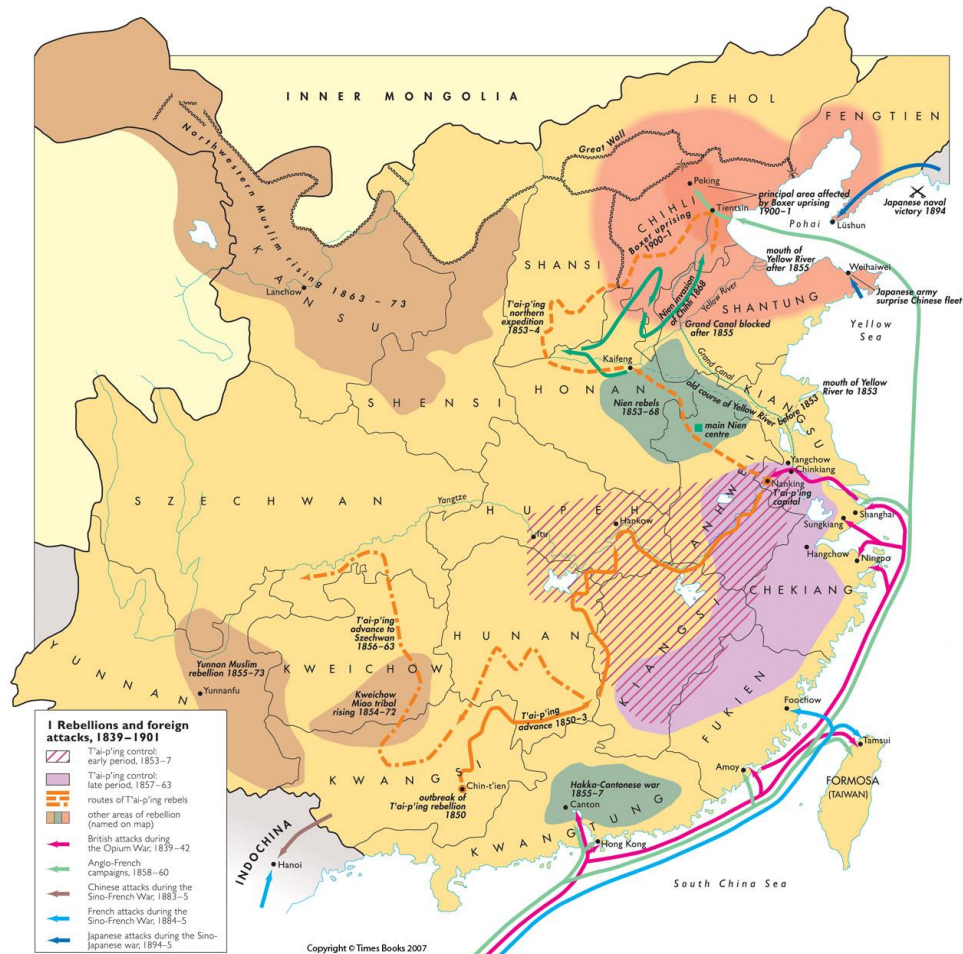 INNER MONGOLIA
JEHOL
FENGTIEN
Great Wall
Northwestern Muslim rising 1863–73
Peking
principal area affected
by Boxer uprising
1900–1
Tientsin
CHIHLI
Boxer uprising
1900–1
Japanese naval
victory 1894
Pohai
Lüshun
KANSU
SHANSI
mouth of
Yellow River
after 1855
Weihaiwei
Lanchow
Nien invasion
of Chihli 1868
Yellow River
SHANTUNG
Japanese army
surprise Chinese fleet
T'ai-p'ing
northern
expedition
1853–4
Grand Canal blocked
after 1855
Yellow
Sea
Kaifeng
Grand Canal
SHENSI
HONAN
Nien rebels
1853–68
old course of Yellow River before 1853
KIANGSU
mouth of Yellow
River to 1853
main Nien
centre
Yangchow
Chinkiang
Nanking
T'ai-p'ing
capital
SZECHWAN
Yangtze
HUPEH
ANHWEI
Hankow
Itu
Shanghai
Sungkiang
Hangchow
Ningpo
CHEKIANG
T'ai-p'ing
advance to
Szechwan
1856–63
HUNAN
KIANGSI
YUNNAN
Yunnan Muslim
rebellion 1855–73
Yunnanfu
KWEICHOW
Kweichow
Miao tribal
rising 1854–72
T'ai-p'ing
advance 1850–3
FUKIEN
Foochow
Tamsui
KWANGSI
Chin-t'ien
outbreak of
T'ai-p'ing rebellion
1850
Amoy
FORMOSA
(TAIWAN)
Hakka-Cantonese war
1855–7
Canton
KWANGTUNG
Hong Kong
INDOCHINA
Hanoi
South China Sea
1 Rebellions and foreign
attacks, 1839–1901
T'ai-p'ing control:
early period, 1853–7
T'ai-p'ing control:
late period, 1857–63
routes of T'ai-p'ing rebels
other areas of rebellion
(named on map)
British attacks during
the Opium War, 1839–42
Anglo-French
campaigns, 1858–60
Chinese attacks during the
Sino-French War, 1883–5
French attacks during the
Sino-French War, 1884–5
Japanese attacks during the Sino-
Japanese war, 1894–5
Copyright © Times Books 2007